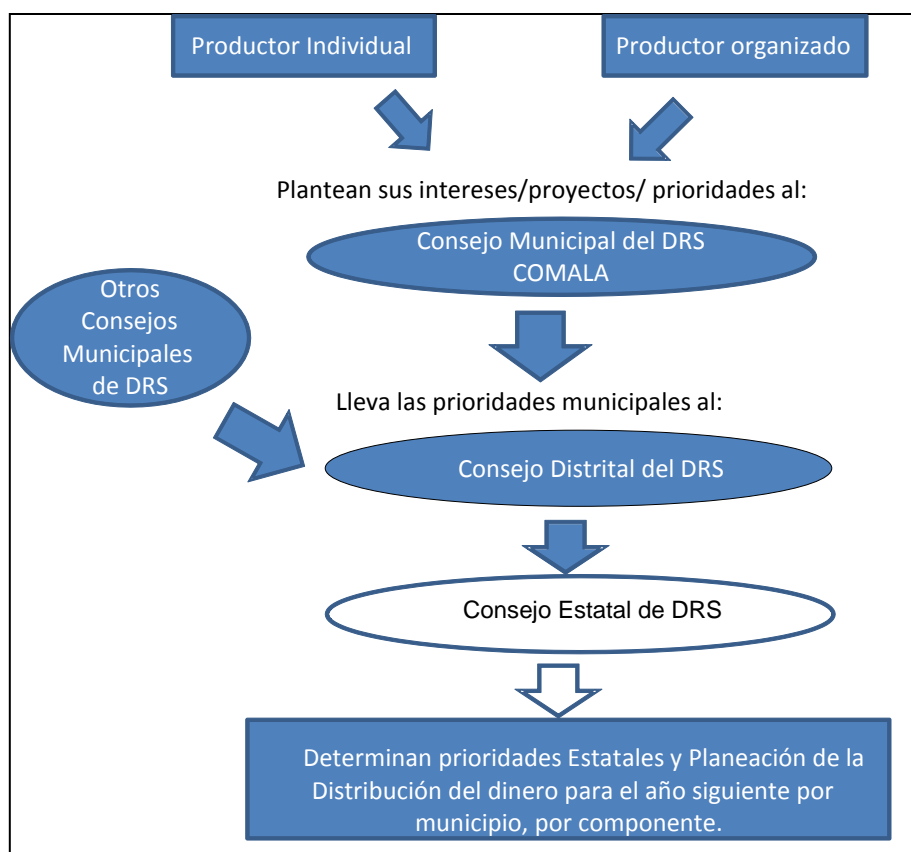 Productor Individual
Productor organizado
Plantean sus intereses/proyectos/ prioridades al:
Consejo Municipal del DRS
COMALA
Otros
Consejos
Municipales
de DRS
Lleva las prioridades municipales al:
Consejo Distrital del DRS
Consejo Estatal de DRS
Determinan prioridades Estatales y Planeación de la
Distribución del dinero para el año siguiente por
municipio, por componente.